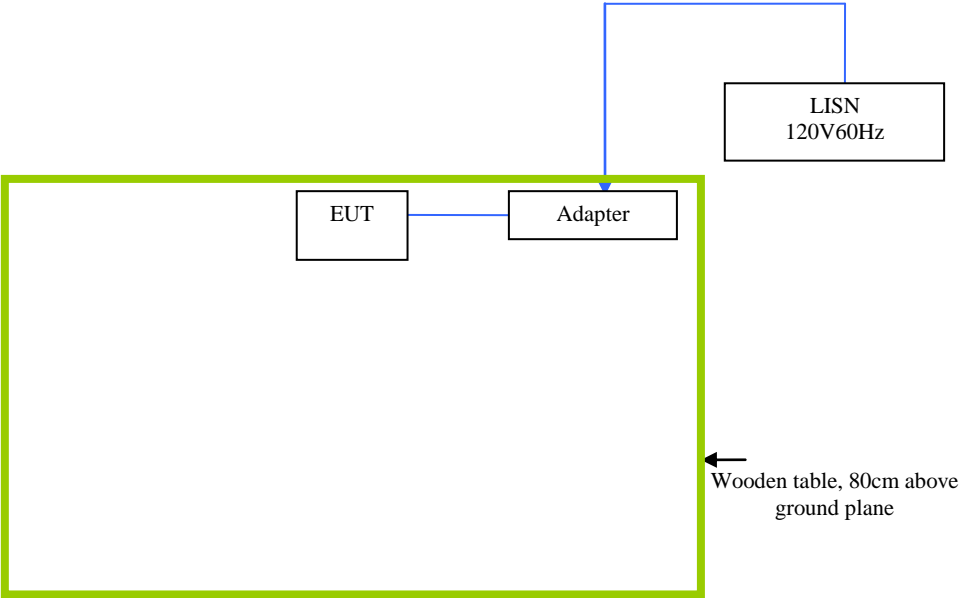 LISN
120V60Hz
EUT
Adapter
Wooden table, 80cm above
ground plane